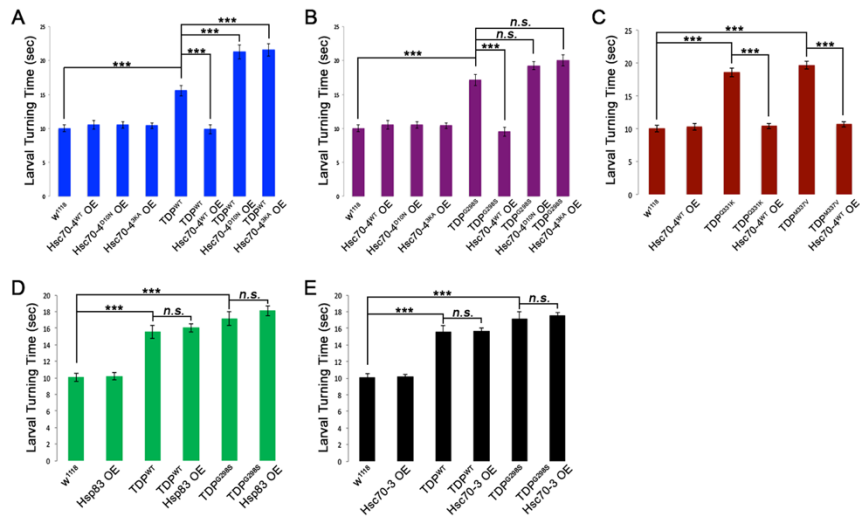 A
Larval Turning Time (sec)
25
20
15
10
5
0
***
***
***
***
w1118
Hsc70-4WT OE
Hsc70-4D10N OE
Hsc70-43KA OE
TDPWT
TDPWT
Hsc70-4WT OE
TDPWT
Hsc70-4D10N OE
TDPWT
Hsc70-43KA OE
B
Larval Turning Time (sec)
25
20
15
10
5
0
n.s.
n.s.
***
***
w1118
Hsc70-4WT OE
Hsc70-4D10N OE
Hsc70-43KA OE
TDPG298S
TDPG298S
Hsc70-4WT OE
TDPG298S
Hsc70-4D10N OE
TDPG298S
Hsc70-43KA OE
C
Larval Turning Time (sec)
25
20
15
10
5
0
***
***
***
***
w1118
Hsc70-4WT OE
TDPQ331K
TDPQ331K
Hsc70-4WT OE
TDPM337V
TDPM337V
Hsc70-4WT OE
D
Larval Turning Time (sec)
20
18
16
14
12
10
8
6
4
2
0
***
n.s.
***
n.s.
w1118
Hsp83 OE
TDPWT
TDPWT
Hsp83 OE
TDPG298S
TDPG298S
Hsp83 OE
E
Larval Turning Time (sec)
20
18
16
14
12
10
8
6
4
2
0
***
n.s.
***
n.s.
w1118
Hsc70-3 OE
TDPWT
TDPWT
Hsc70-3 OE
TDPG298S
TDPG298S
Hsc70-3 OE